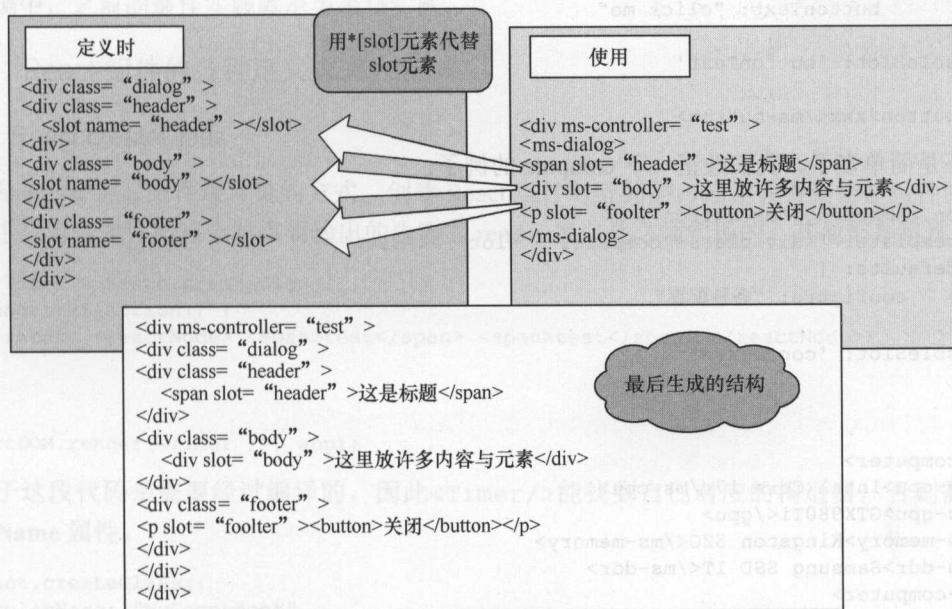 定义时
<div class= “dialog” >
<div class= “header” >
<slot name= “header” ></slot>
<div>
<div class= “body” >
<slot name= “body” ></slot>
</div>
<div class= “footer” >
<slot name= “footer” ></slot>
</div>
</div>
用*[slot]元素代替
slot元素
使用
<div ms-controller= “test” >
<ms-dialog>
<span slot= “header” >这是标题</span>
<div slot= “body” >这里放许多内容与元素</div>
<p slot= “foolter” ><button>关闭</button></p>
</ms-dialog>
</div>
<div ms-controller= “test” >
<div class= “dialog” >
<div class= “header” >
<span slot= “header” >这是标题</span>
</div>
<div class= “body” >
<div slot= “body” >这里放许多内容与元素</div>
</div>
<div class= “footer” >
<p slot= “foolter” ><button>关闭</button></p>
</div>
</div>
</div>
最后生成的结构